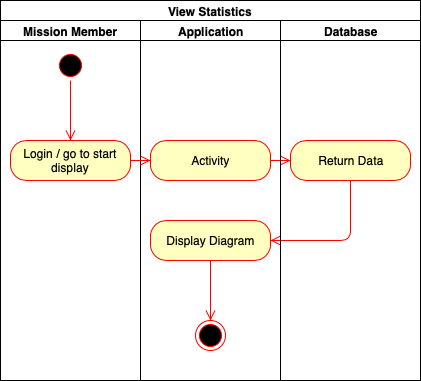 View Statistics
Mission Member
Application
Database
Login / go to start
display
Activity
Return Data
Display Diagram